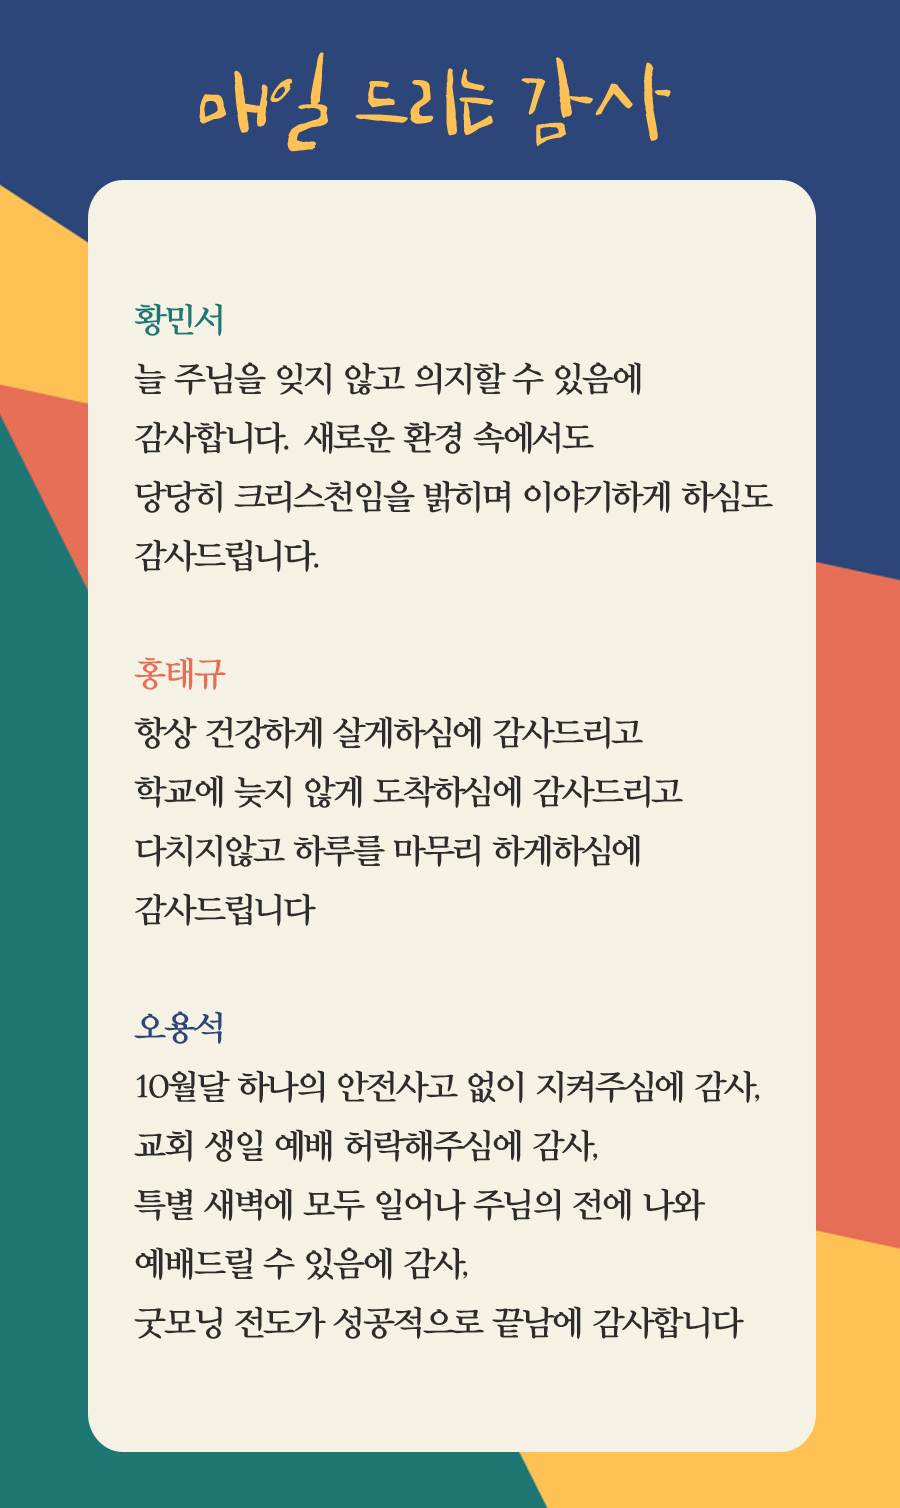 매일 드리는 감사
황민서
늘 주님을 잊지 않고 의지할 수 있음에
감사합니다. 새로운 환경 속에서도
당당히 크리스천임을 밝히며 이야기하게 하심도
감사드립니다.
홍태규
항상 건강하게 살게하심에 감사드리고
학교에 늦지 않게 도착하심에 감사드리고
다치지않고 하루를 마무리 하게하심에
감사드립니다
오용석
10월달 하나의 안전사고 없이 지켜주심에 감사,
교회 생일 예배 허락해주심에 감사,
특별 새벽에 모두 일어나 주님의 전에 나와
예배드릴 수 있음에 감사,
굿모닝 전도가 성공적으로 끝남에 감사합니다